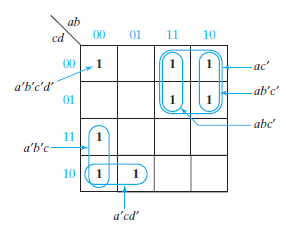 ab
cd
00 01 11 10
00 1 1 1 ac'
a'b'c'd'
01 1 1 ab'c'
abc'
11 1
a'b'c
10 1 1
a'cd'